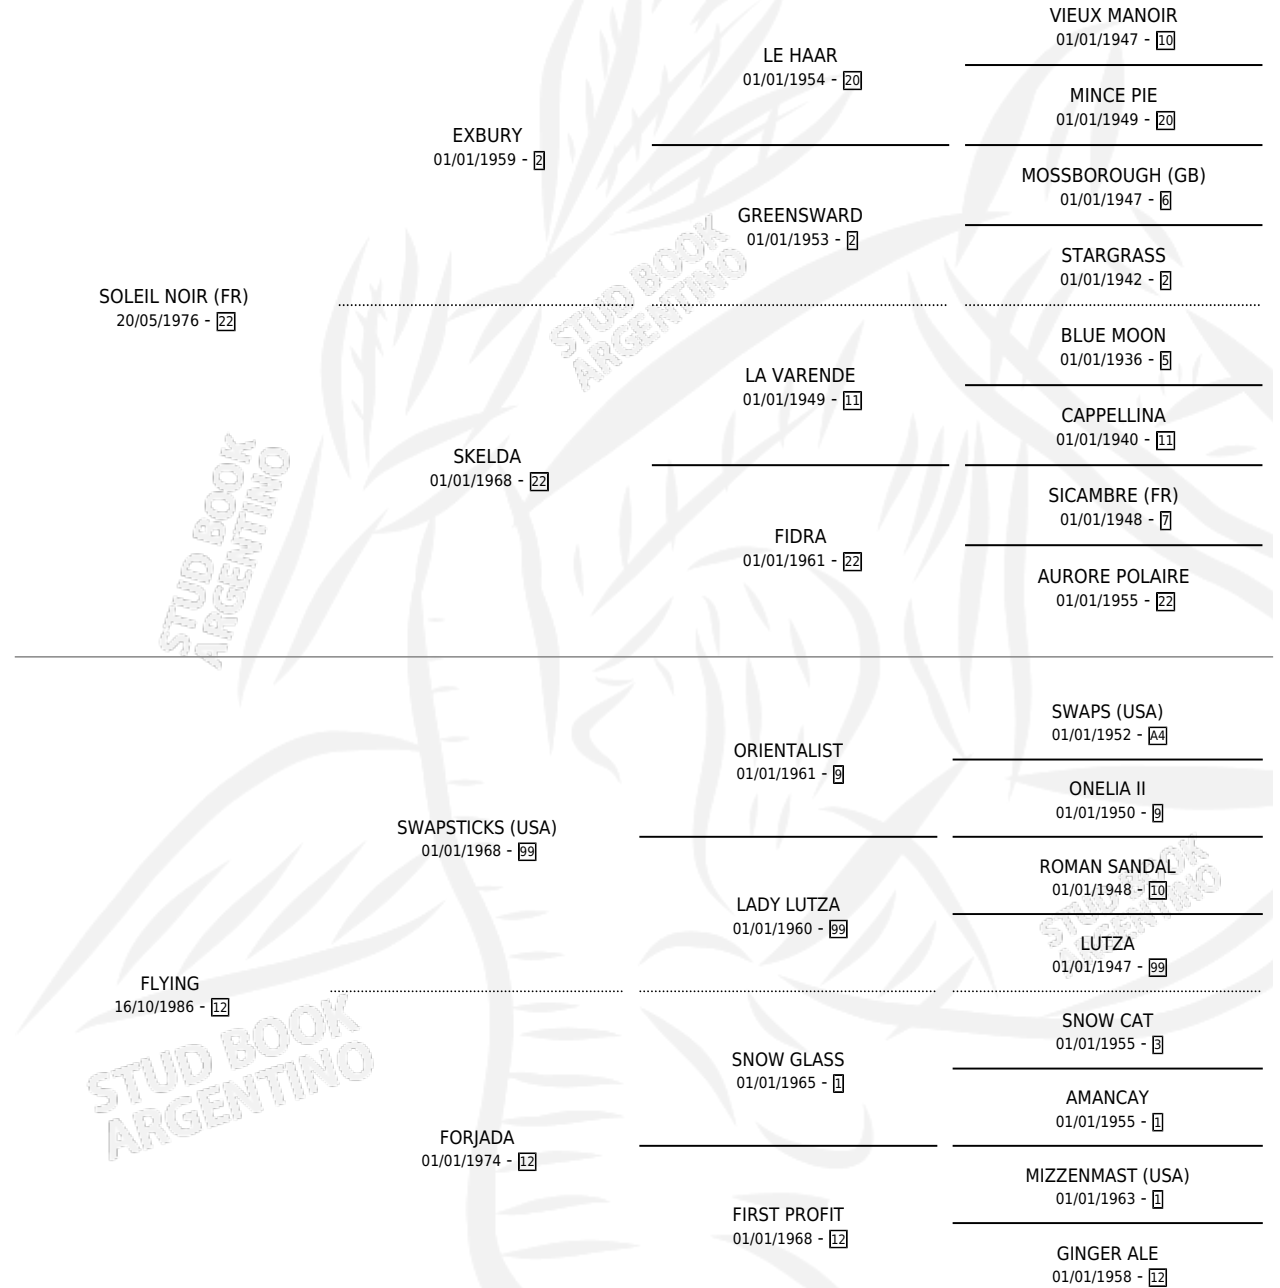 VIEUX MANOIR
01/01/1947 - 10
LE HAAR
01/01/1954 - 20
MINCE PIE
01/01/1949 - 20
EXBURY
01/01/1959 - 2
MOSSBOROUGH (GB)
01/01/1947 - 6
GREENSWARD
01/01/1953 - 2
STARGRASS
01/01/1942 - 2
SOLEIL NOIR (FR)
20/05/1976 - 22
BLUE MOON
01/01/1936 - 5
LA VARENDE
01/01/1949 - 11
CAPPELLINA
01/01/1940 - 11
SKELDA
01/01/1968 - 22
SICAMBRE (FR)
01/01/1948 - 7
FIDRA
01/01/1961 - 22
AURORE POLAIRE
01/01/1955 - 22
STUD BOOK
ARGENTINO
STUD BOOK
ARGENTINO
SWAPS (USA)
01/01/1952 - A4
ORIENTALIST
01/01/1961 - 9
ONELIA II
01/01/1950 - 9
SWAPSTICKS (USA)
01/01/1968 - 99
ROMAN SANDAL
01/01/1948 - 10
LADY LUTZA
01/01/1960 - 99
LUTZA
01/01/1947 - 99
FLYING
16/10/1986 - 12
SNOW CAT
01/01/1955 - 3
SNOW GLASS
01/01/1965 - 1
AMANCAY
01/01/1955 - 1
FORJADA
01/01/1974 - 12
MIZZENMAST (USA)
01/01/1963 - 1
FIRST PROFIT
01/01/1968 - 12
GINGER ALE
01/01/1958 - 12
STUD BOOK
ARGENTINO
STUD BOOK
ARGENTINO